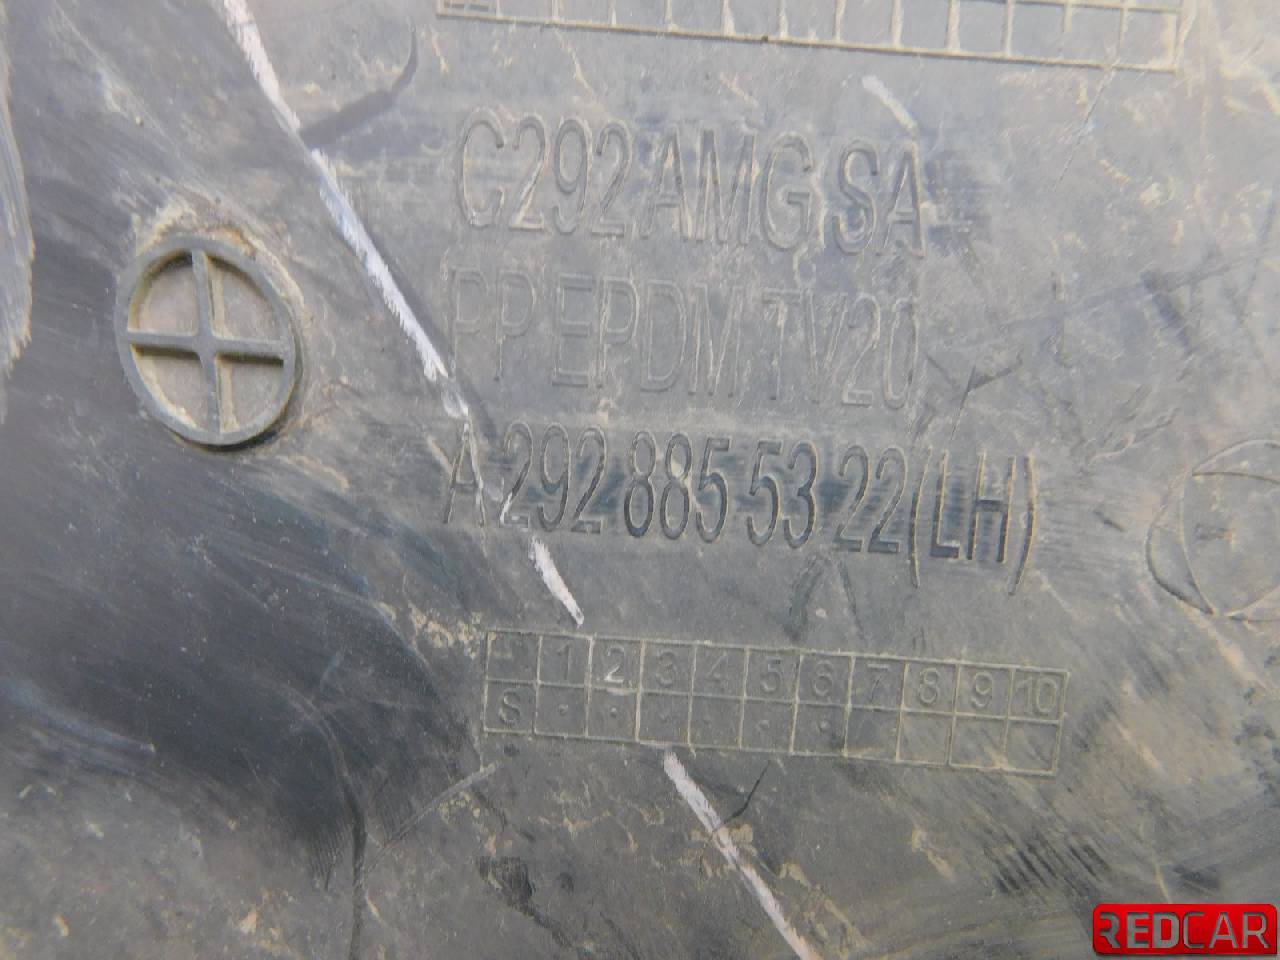 C292 AMG SA
PP EPDM TV20
A 292 885 53 22(LH)
1 2 3 4 5 6 7 8 9 10
S
REDCAR